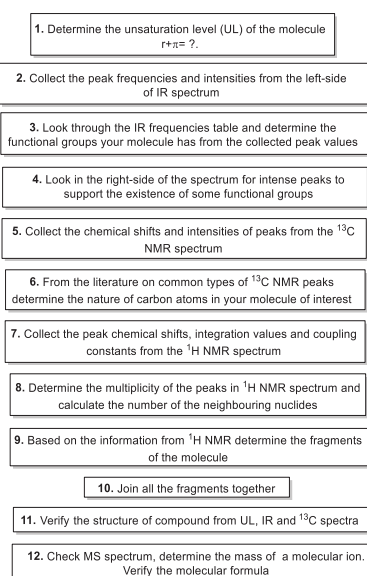 1. Determine the unsaturation level (UL) of the molecule
r+π= ?.
2. Collect the peak frequencies and intensities from the left-side
of IR spectrum
3. Look through the IR frequencies table and determine the
functional groups your molecule has from the collected peak values
4. Look in the right-side of the spectrum for intense peaks to
support the existence of some functional groups
5. Collect the chemical shifts and intensities of peaks from the ¹³C
NMR spectrum
6. From the literature on common types of ¹³C NMR peaks
determine the nature of carbon atoms in your molecule of interest
7. Collect the peak chemical shifts, integration values and coupling
constants from the ¹H NMR spectrum
8. Determine the multiplicity of the peaks in ¹H NMR spectrum and
calculate the number of the neighbouring nuclides
9. Based on the information from ¹H NMR determine the fragments
of the molecule
10. Join all the fragments together
11. Verify the structure of compound from UL, IR and ¹³C spectra
12. Check MS spectrum, determine the mass of a molecular ion.
Verify the molecular formula